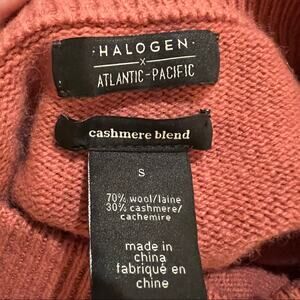 · HALOGEN ·
x
ATLANTIC-PACIFIC
cashmere blend
S
70% wool/laine
30% cashmere/
cachemire
made in
china
fabriqué en
chine